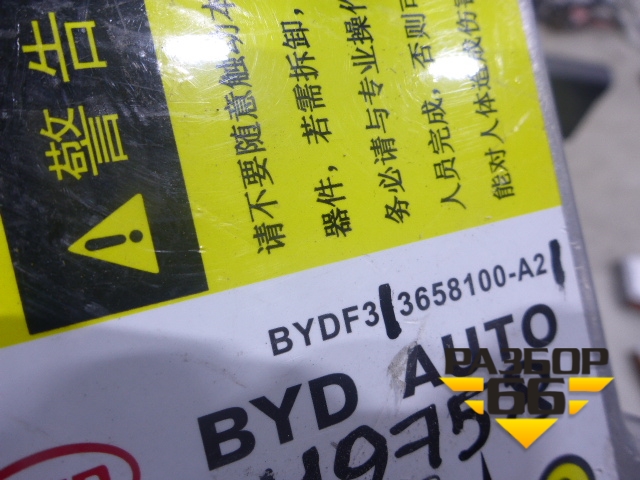 警告
请不要随意触动本
器件，若需拆卸，
务必请与专业操作
人员完成，否则可
能对人体造成伤害
BYDF3 3658100-A2
BYD AUTO
РАЗБОР
66